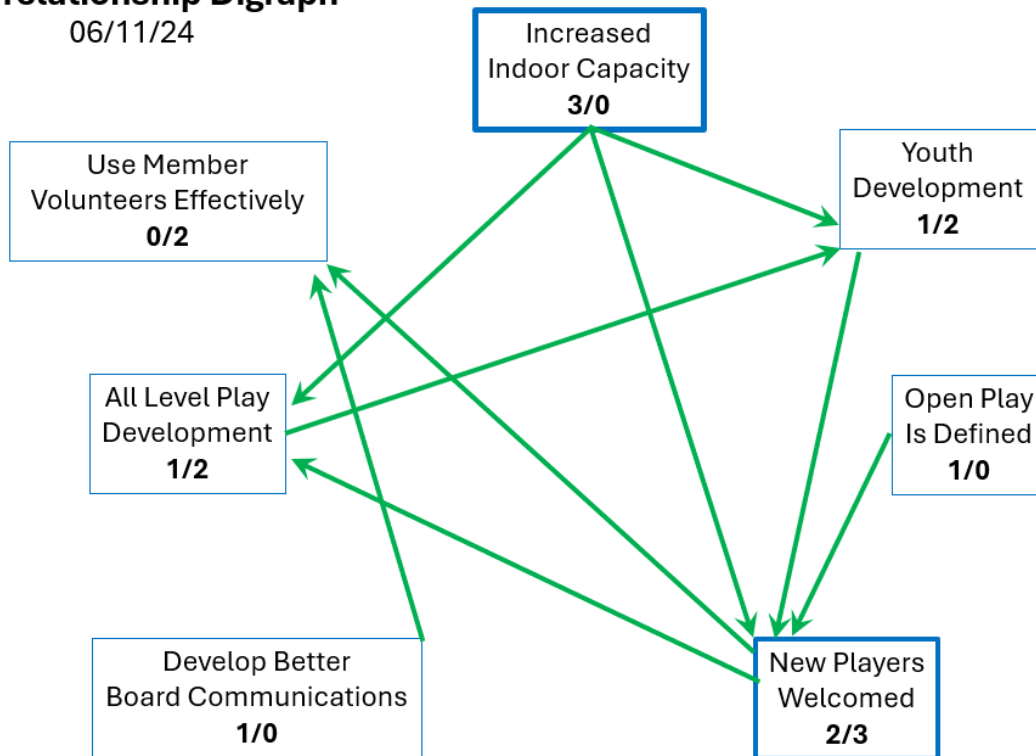 relationship Digraph
06/11/24
Increased
Indoor Capacity
3/0
Use Member
Volunteers Effectively
0/2
Youth
Development
1/2
All Level Play
Development
1/2
Open Play
Is Defined
1/0
Develop Better
Board Communications
1/0
New Players
Welcomed
2/3